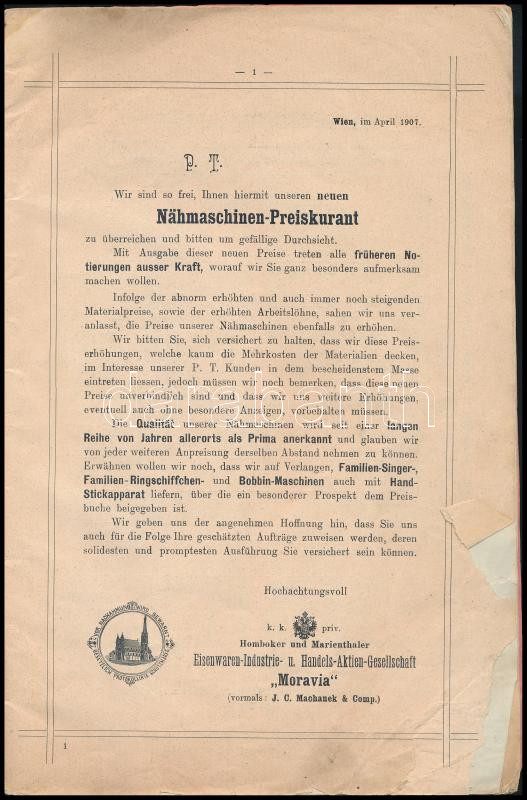 — 1 —
Wien, im April 1907.
P. T.
Wir sind so frei, Ihnen hiermit unseren neuen
Nähmaschinen-Preiskurant
zu überreichen und bitten um gefällige Durchsicht.
Mit Ausgabe dieser neuen Preise treten alle früheren No-
tierungen ausser Kraft, worauf wir Sie ganz besonders aufmerksam
machen wollen.
Infolge der abnorm erhöhten und auch immer noch steigenden
Materialpreise, sowie der erhöhten Arbeitslöhne, sahen wir uns ver-
anlasst, die Preise unserer Nähmaschinen ebenfalls zu erhöhen.
Wir bitten Sie, sich versichert zu halten, dass wir diese Preis-
erhöhungen, welche kaum die Mehrkosten der Materialien decken,
im Interesse unserer P. T. Kunden in dem bescheidenstem Masse
eintreten liessen, jedoch müssen wir noch bemerken, dass diese neuen
Preise unverbindlich sind und dass wir uns weitere Erhöhungen,
eventuell auch ohne besondere Anzeigen, vorbehalten müssen.
Die Qualität unserer Nähmaschinen wird seit einer langen
Reihe von Jahren allerorts als Prima anerkannt und glauben wir
von jeder weiteren Anpreisung derselben Abstand nehmen zu können.
Erwähnen wollen wir noch, dass wir auf Verlangen, Familien-Singer-,
Familien-Ringschiffchen- und Bobbin-Maschinen auch mit Hand-
Stickapparat liefern, über die ein besonderer Prospekt dem Preis-
buche beigegeben ist.
Wir geben uns der angenehmen Hoffnung hin, dass Sie uns
auch für die Folge Ihre geschätzten Aufträge zuweisen werden, deren
solidesten und promptesten Ausführung Sie versichert sein können.
Hochachtungsvoll
k. k. priv.
Homboker und Marienthaler
Eisenwaren-Industrie- u. Handels-Aktien-Gesellschaft
„Moravia“
(vormals: J. C. Machanek & Comp.)
VOR NACHAHMUNG WIRD GEWARNT
1
darabanth